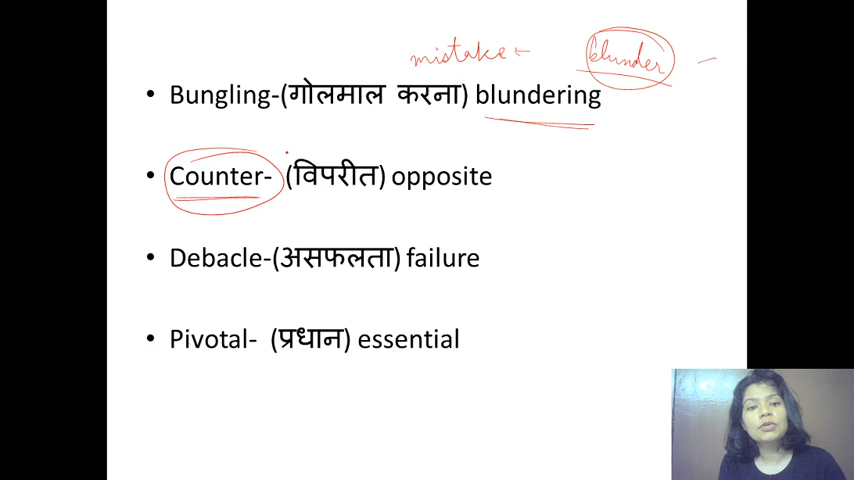 mistake ← blunder -
• Bungling-(गोलमाल करना) blundering
• Counter- (विपरीत) opposite
• Debacle-(असफलता) failure
• Pivotal- (प्रधान) essential